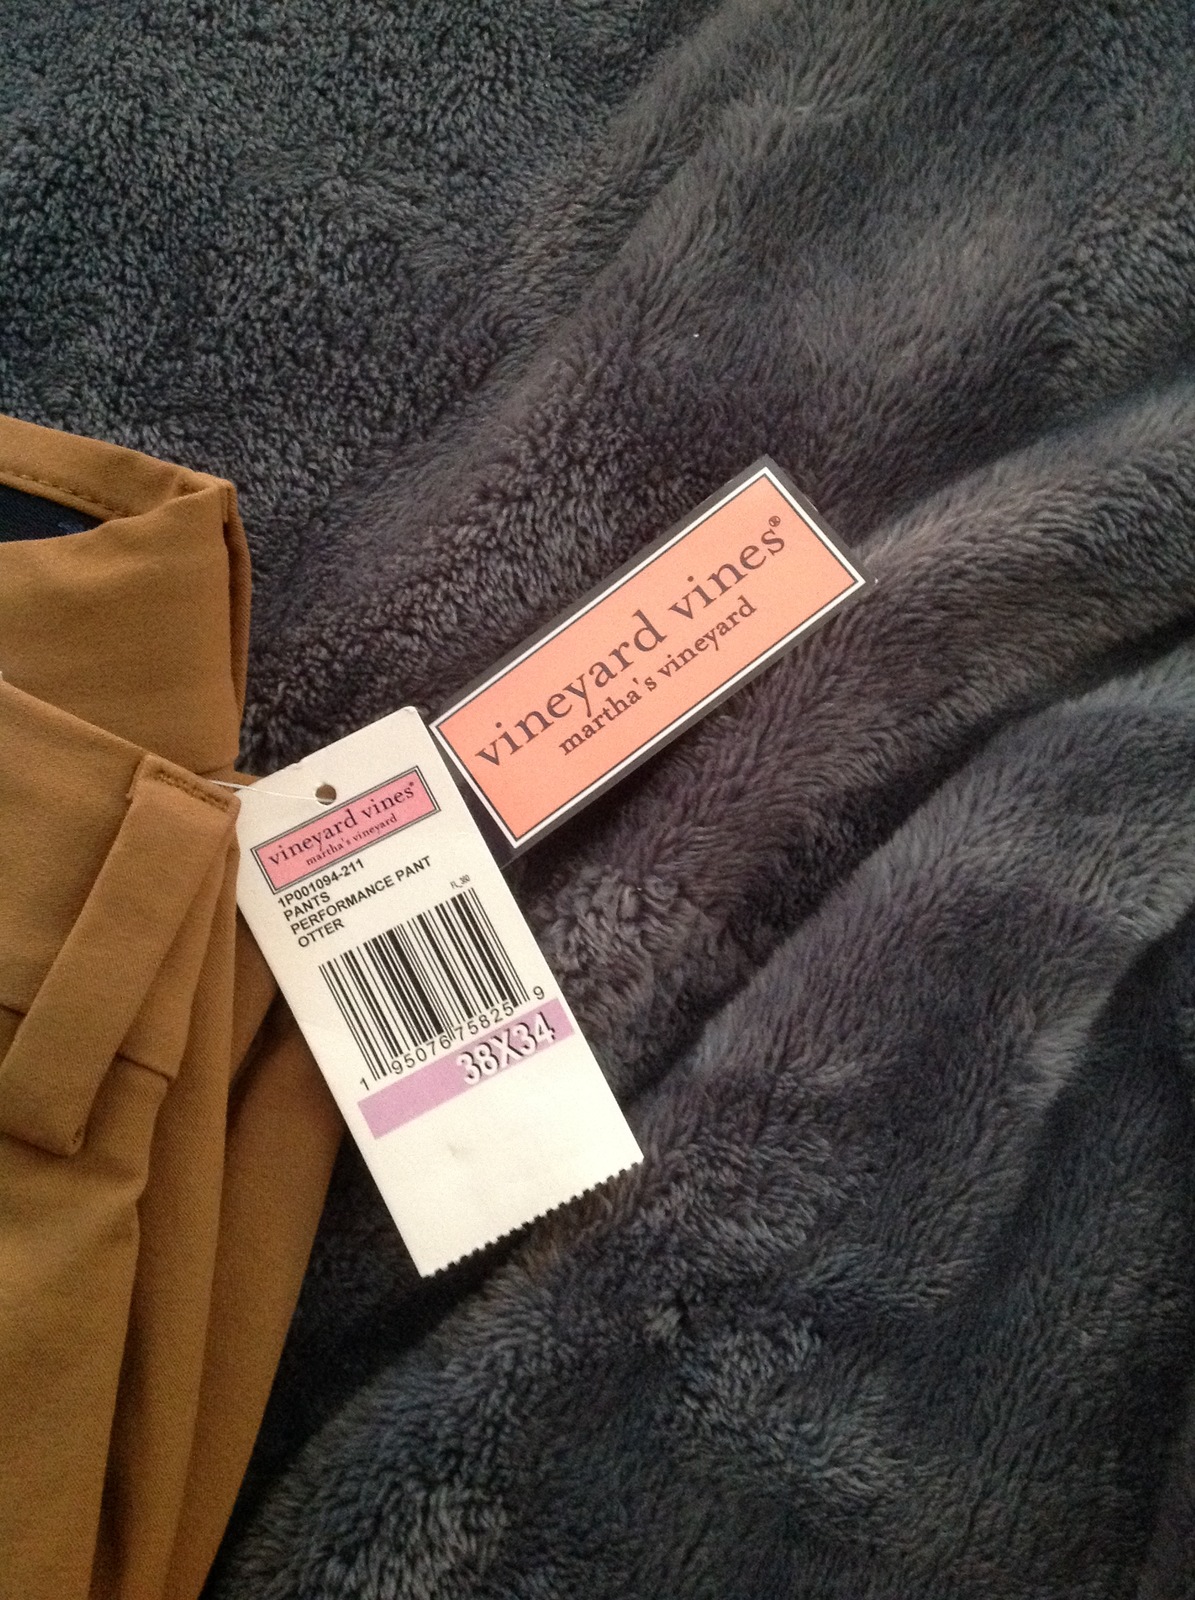 vineyard vines®
martha's vineyard
vineyard vines®
martha's vineyard
1P001094-211
PANTS
PERFORMANCE PANT
OTTER
FL_360
1 95076 75825 9
38X34